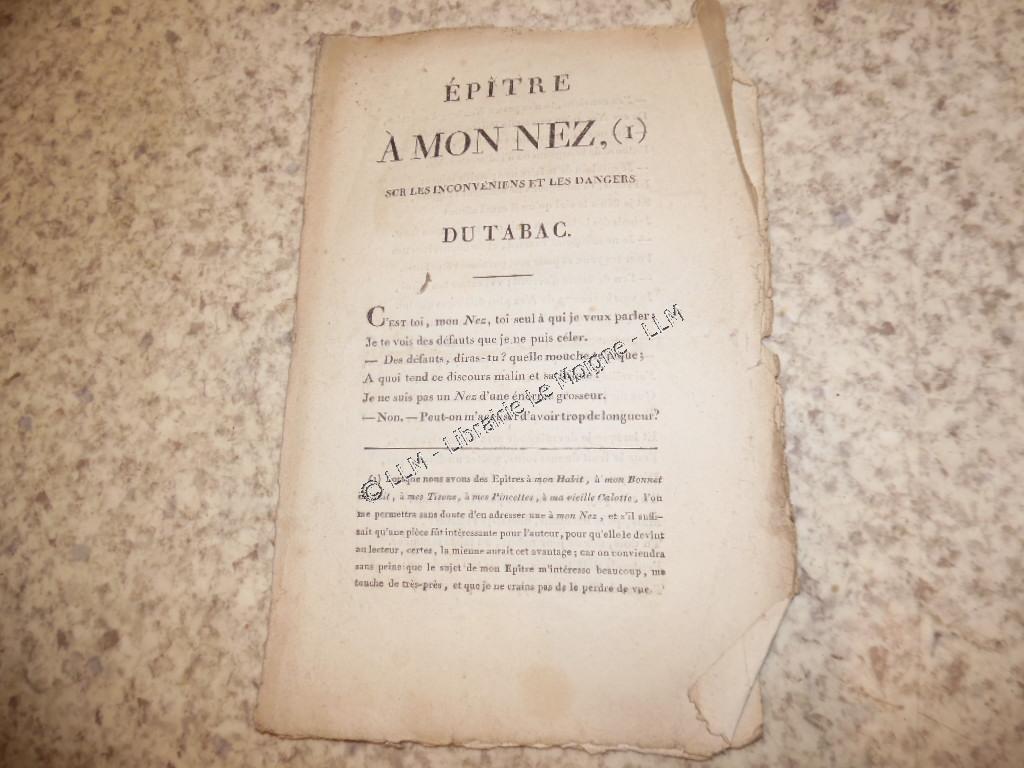 ÉPÎTRE
À MON NEZ, (1)
SUR LES INCONVÉNIENS ET LES DANGERS
DU TABAC.
C'EST toi, mon Nez, toi seul à qui je veux parler;
Je te vois des défauts que je ne puis céler.
— Des défauts, diras-tu? quelle mouche te pique;
A quoi tend ce discours malin et
Je ne suis pas un Nez d'une énorme grosseur.
— Non. — Peut-on m'accuser d'avoir trop de longueur?
(1) Lorsque nous avons des Epîtres à mon Habit, à mon Bonnet
à mes Tisons, à mes Pincettes, à ma vieille Calotte, l'on
me permettra sans doute d'en adresser une à mon Nez, et s'il suffi-
sait qu'une pièce fût intéressante pour l'auteur, pour qu'elle le devint
au lecteur, certes, la mienne aurait cet avantage; car on conviendra
sans peine que le sujet de mon Epître m'intéresse beaucoup, me
touche de très-près, et que je ne crains pas de le perdre de vue.
© LLM - Librairie Le Moigne - LLM